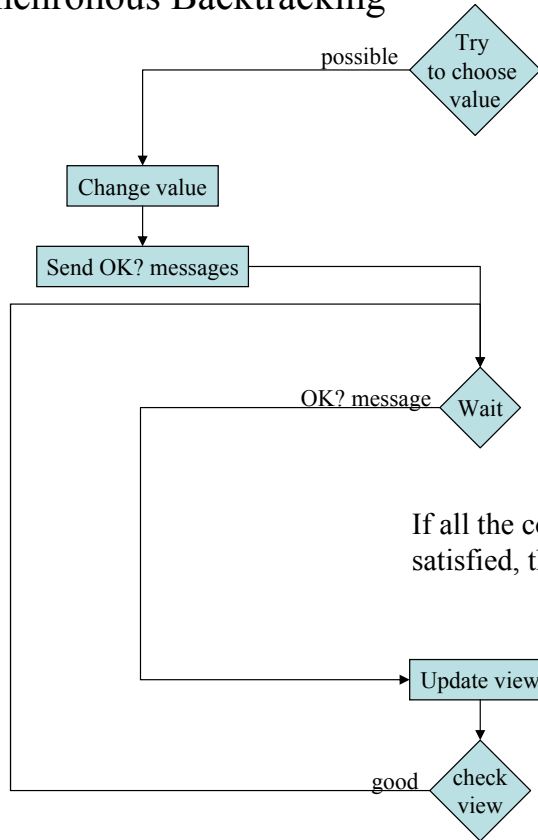 nchronous Backtracking
Try
to choose
value
possible
Change value
Send OK? messages
OK? message
Wait
If all the c
satisfied, t
Update view
good
check
view